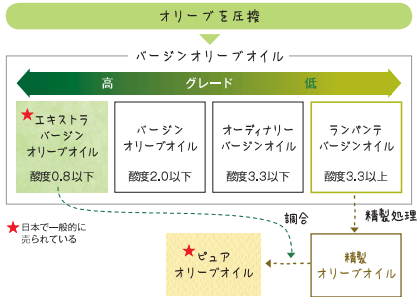 オリーブを圧搾
バージンオリーブオイル
高 グレード 低
★エキストラ
バージン
オリーブオイル
酸度0.8以下
バージン
オリーブオイル
酸度2.0以下
オーディナリー
バージンオイル
酸度3.3以下
ランパンテ
バージンオイル
酸度3.3以上
★日本で一般的に
売られている
調合
精製処理
★ピュア
オリーブオイル
精製
オリーブオイル